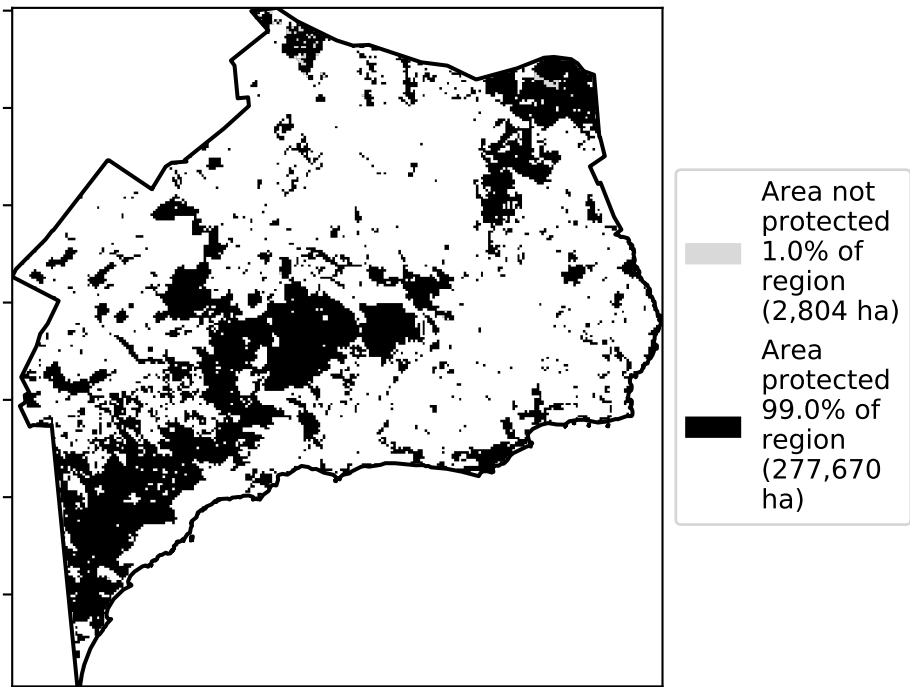 Area not
protected
1.0% of
region
(2,804 ha)
Area
protected
99.0% of
region
(277,670
ha)